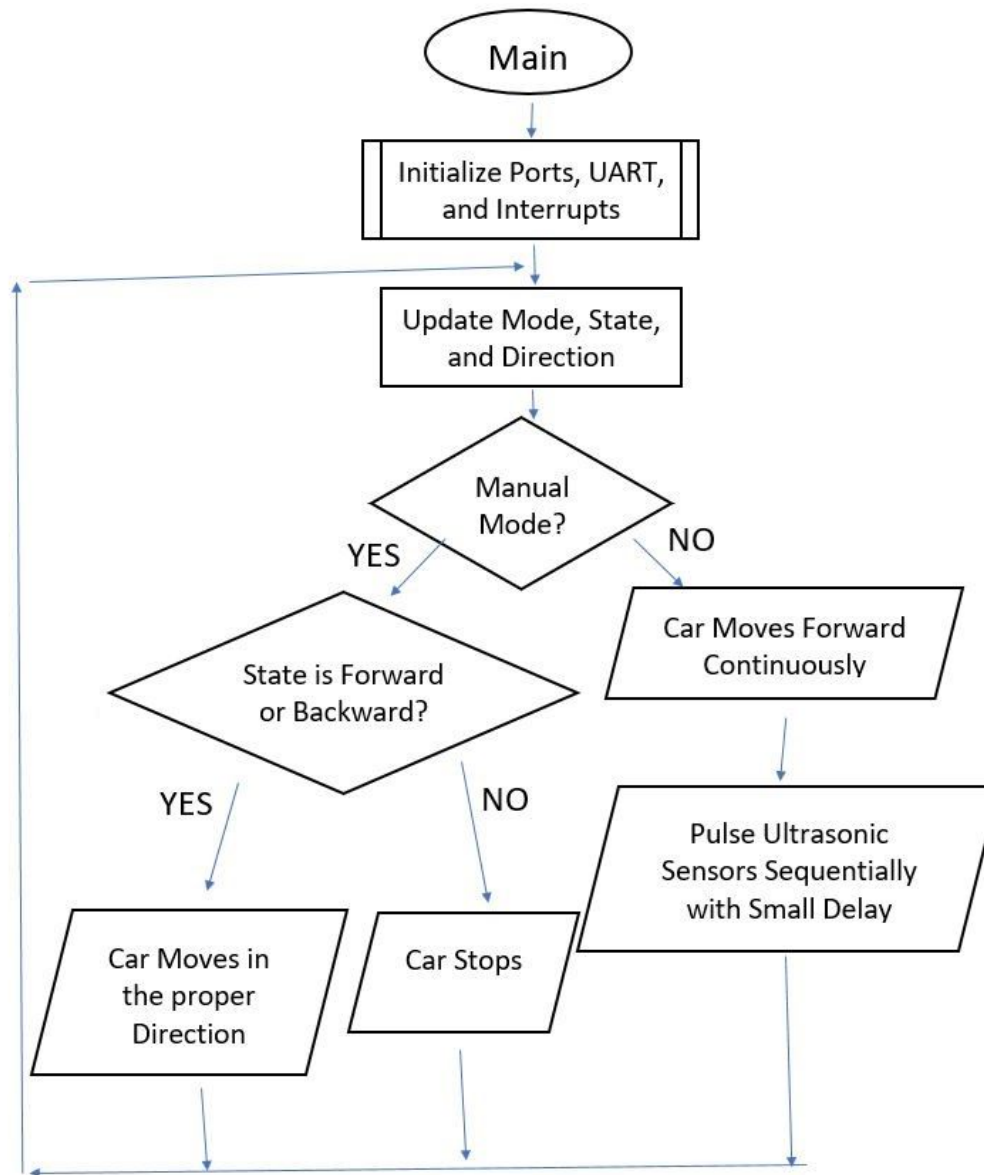 Main
Initialize Ports, UART,
and Interrupts
Update Mode, State,
and Direction
Manual
Mode?
YES
NO
State is Forward
or Backward?
Car Moves Forward
Continuously
YES
NO
Pulse Ultrasonic
Sensors Sequentially
with Small Delay
Car Moves in
the proper
Direction
Car Stops